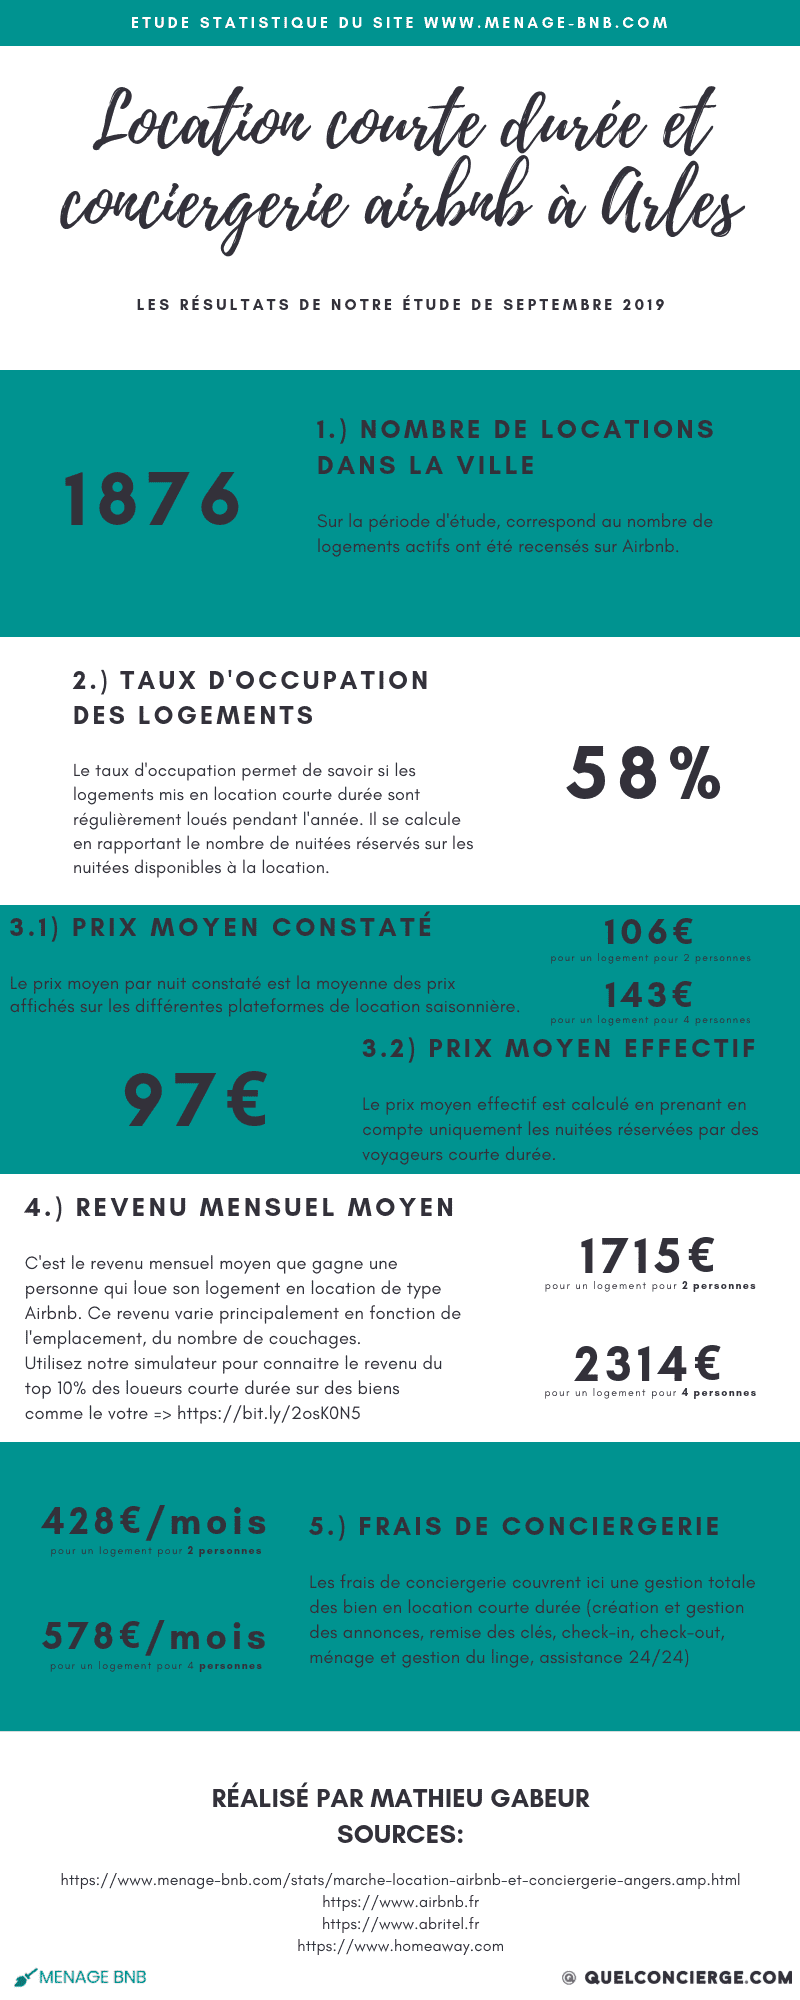 ETUDE STATISTIQUE DU SITE WWW.MENAGE-BNB.COM
Location courte durée et
conciergerie airbnb à Arles
LES RÉSULTATS DE NOTRE ÉTUDE DE SEPTEMBRE 2019
1876
1.) NOMBRE DE LOCATIONS
DANS LA VILLE
Sur la période d'étude, correspond au nombre de
logements actifs ont été recensés sur Airbnb.
2.) TAUX D'OCCUPATION
DES LOGEMENTS
Le taux d'occupation permet de savoir si les
logements mis en location courte durée sont
régulièrement loués pendant l'année. Il se calcule
en rapportant le nombre de nuitées réservés sur les
nuitées disponibles à la location.
58%
3.1) PRIX MOYEN CONSTATÉ
Le prix moyen par nuit constaté est la moyenne des prix
affichés sur les différentes plateformes de location saisonnière.
106€
pour un logement pour 2 personnes
143€
pour un logement pour 4 personnes
97€
3.2) PRIX MOYEN EFFECTIF
Le prix moyen effectif est calculé en prenant en
compte uniquement les nuitées réservées par des
voyageurs courte durée.
4.) REVENU MENSUEL MOYEN
C'est le revenu mensuel moyen que gagne une
personne qui loue son logement en location de type
Airbnb. Ce revenu varie principalement en fonction de
l'emplacement, du nombre de couchages.
Utilisez notre simulateur pour connaitre le revenu du
top 10% des loueurs courte durée sur des biens
comme le votre => https://bit.ly/2osK0N5
1715€
pour un logement pour 2 personnes
2314€
pour un logement pour 4 personnes
428€/mois
pour un logement pour 2 personnes
578€/mois
pour un logement pour 4 personnes
5.) FRAIS DE CONCIERGERIE
Les frais de conciergerie couvrent ici une gestion totale
des bien en location courte durée (création et gestion
des annonces, remise des clés, check-in, check-out,
ménage et gestion du linge, assistance 24/24)
RÉALISÉ PAR MATHIEU GABEUR
SOURCES:
https://www.menage-bnb.com/stats/marche-location-airbnb-et-conciergerie-angers.amp.html
https://www.airbnb.fr
https://www.abritel.fr
https://www.homeaway.com
MENAGE BNB
QUELCONCIERGE.COM